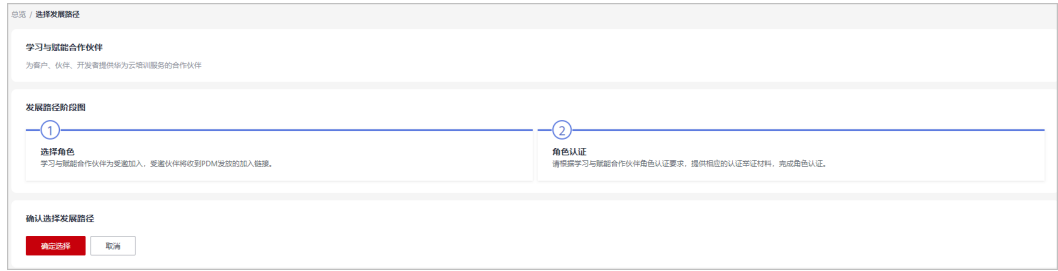 总览 / 选择发展路径
学习与赋能合作伙伴
为客户、伙伴、开发者提供华为云培训服务的合作伙伴
发展路径阶段图
1
2
选择角色
学习与赋能合作伙伴为受邀加入，受邀伙伴将收到PDM发放的加入链接。
角色认证
请根据学习与赋能合作伙伴角色认证要求，提供相应的认证举证材料，完成角色认证。
确认选择发展路径
确定选择
取消